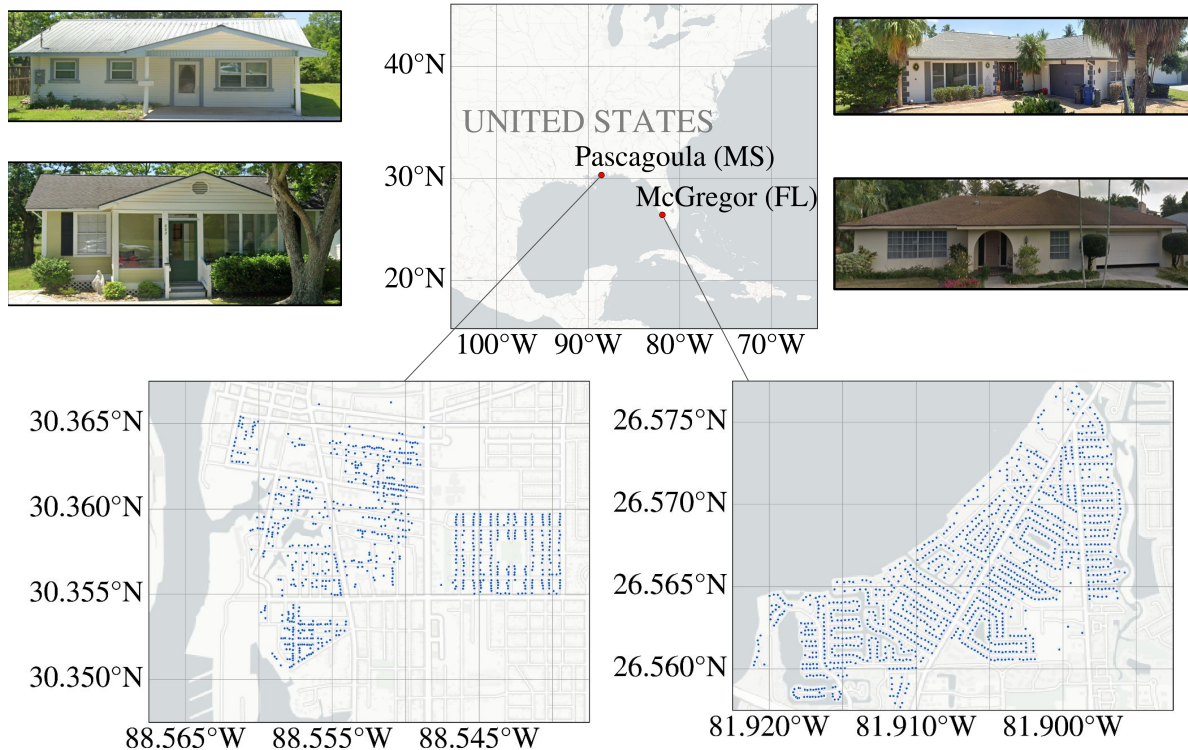 40°N
UNITED STATES
Pascagoula (MS)
30°N
McGregor (FL)
20°N
100°W 90°W 80°W 70°W
30.365°N
30.360°N
30.355°N
30.350°N
88.565°W 88.555°W 88.545°W
26.575°N
26.570°N
26.565°N
26.560°N
81.920°W 81.910°W 81.900°W